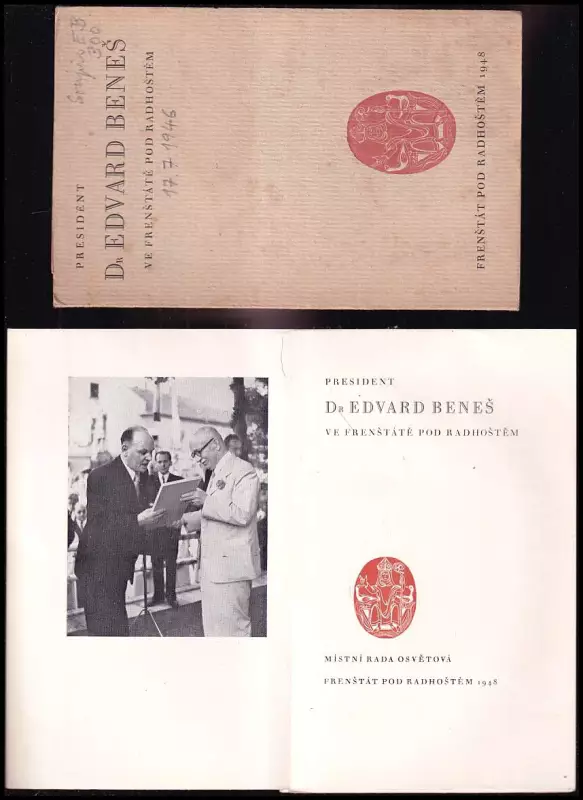 PRESIDENT
DR EDVARD BENEŠ
VE FRENŠTÁTĚ POD RADHOŠTĚM
17.7.1946
FRENŠTÁT POD RADHOŠTĚM 1948
PRESIDENT
DR EDVARD BENEŠ
VE FRENŠTÁTĚ POD RADHOŠTĚM
MÍSTNÍ RADA OSVĚTOVÁ
FRENŠTÁT POD RADHOŠTĚM 1948